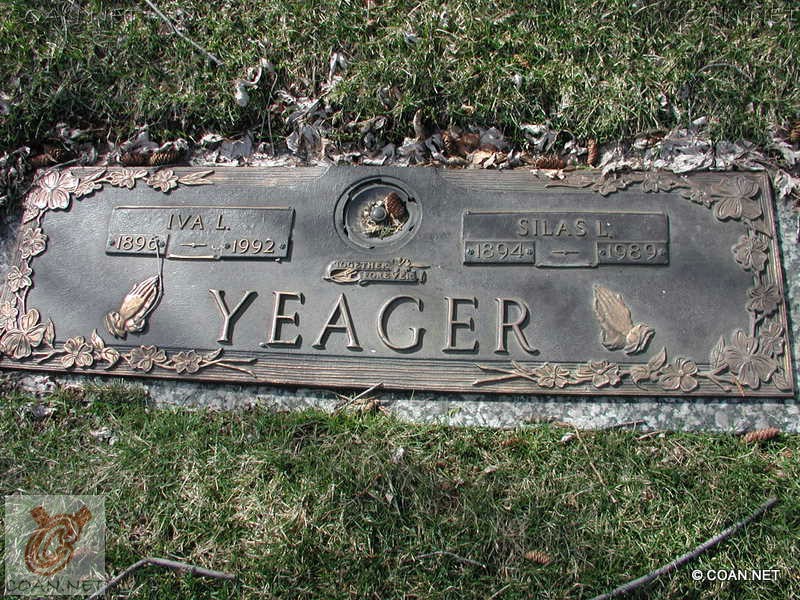 IVA L.
1896 1992
SILAS L.
1894 1989
TOGETHER
FOREVER
YEAGER
COAN.NET
© COAN.NET